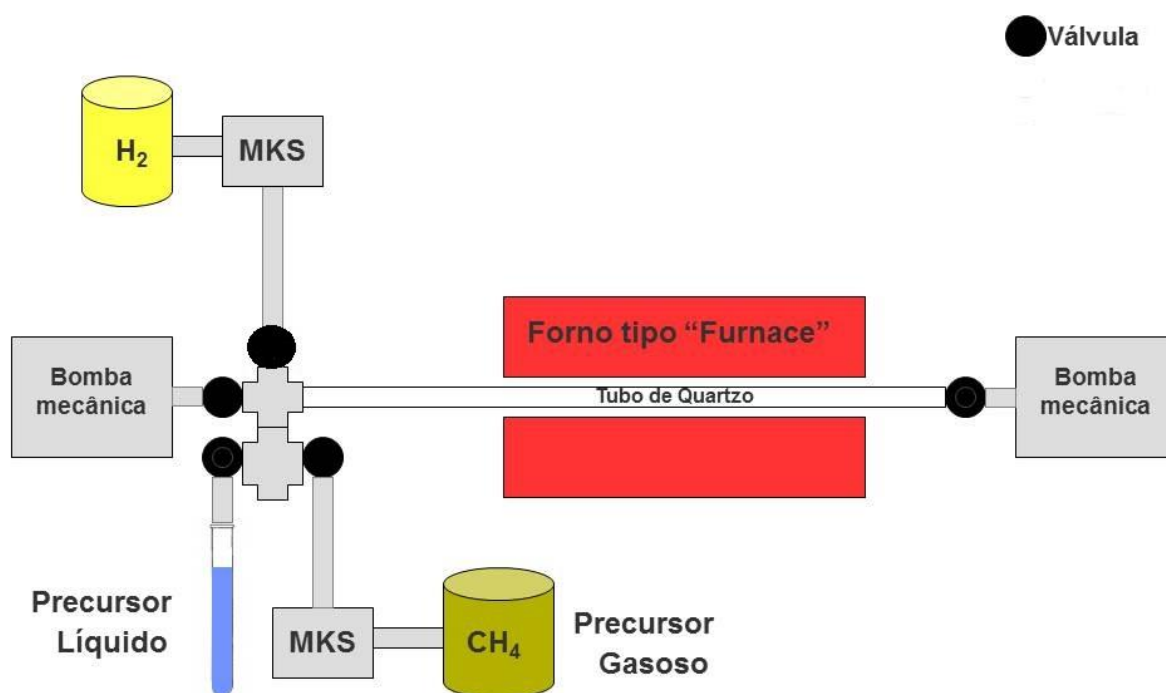 Válvula
H₂
MKS
Forno tipo “Furnace”
Bomba
mecânica
Tubo de Quartzo
Bomba
mecânica
Precursor
Líquido
MKS
CH₄
Precursor
Gasoso